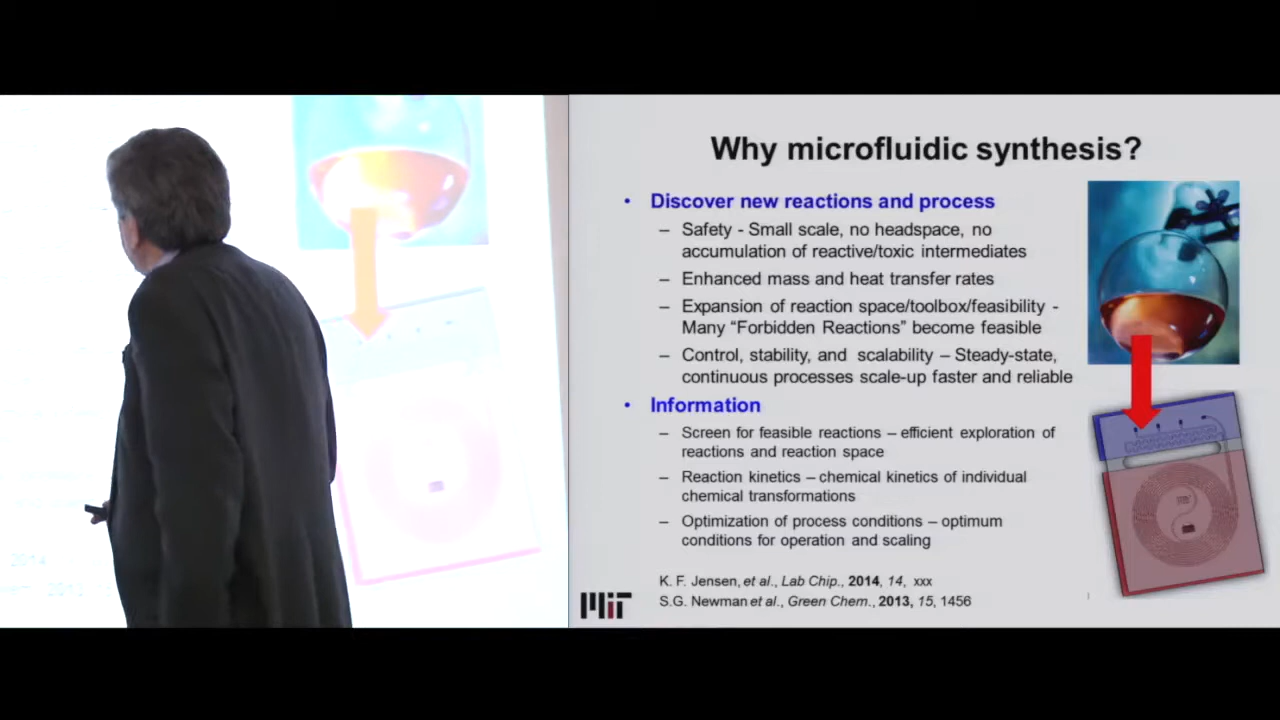 Why microfluidic synthesis?
• Discover new reactions and process
– Safety - Small scale, no headspace, no
accumulation of reactive/toxic intermediates
– Enhanced mass and heat transfer rates
– Expansion of reaction space/toolbox/feasibility -
Many “Forbidden Reactions” become feasible
– Control, stability, and scalability – Steady-state,
continuous processes scale-up faster and reliable
• Information
– Screen for feasible reactions – efficient exploration of
reactions and reaction space
– Reaction kinetics – chemical kinetics of individual
chemical transformations
– Optimization of process conditions – optimum
conditions for operation and scaling
K. F. Jensen, et al., Lab Chip., 2014, 14, xxx
S.G. Newman et al., Green Chem., 2013, 15, 1456
MIT